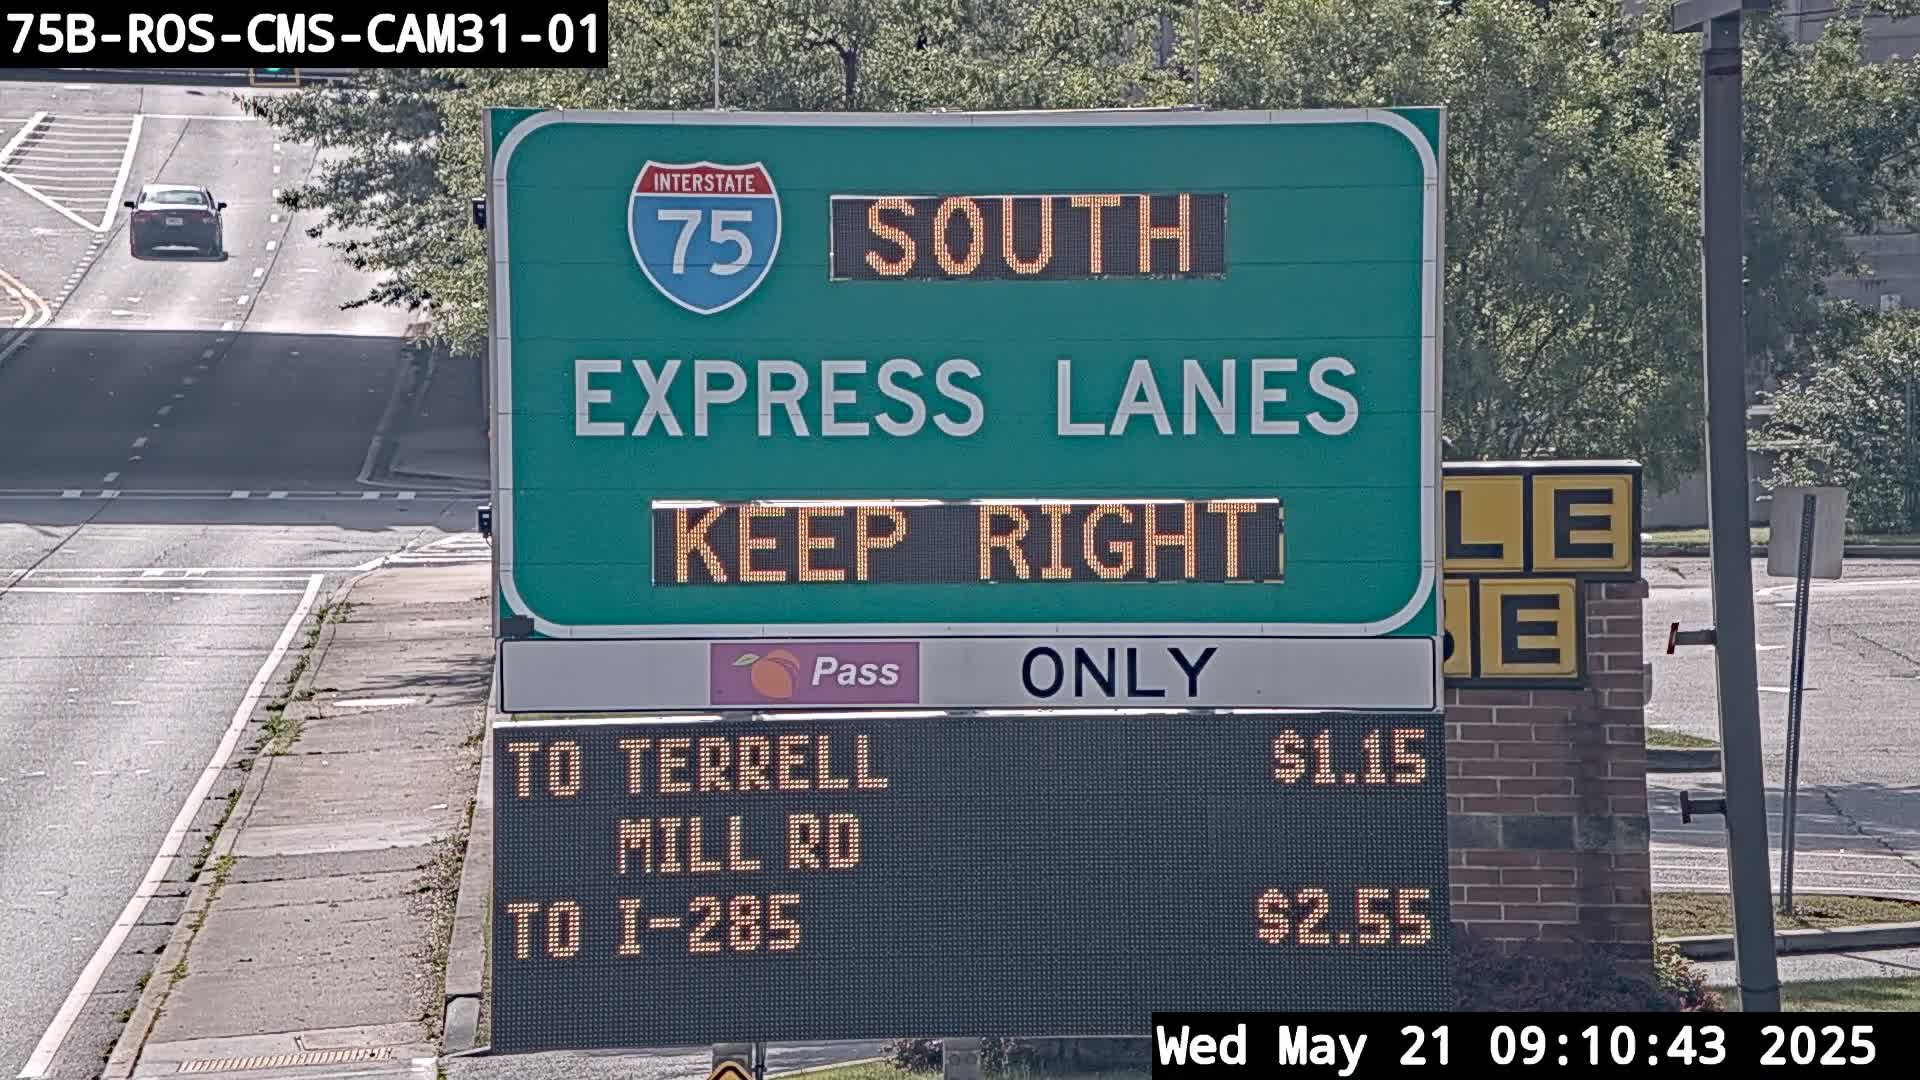 75B-ROS-CMS-CAM31-01
INTERSTATE
75
SOUTH
EXPRESS LANES
KEEP RIGHT
Pass ONLY
TO TERRELL $1.15
MILL RD
TO I-285 $2.55
LE
E
Wed May 21 09:10:43 2025